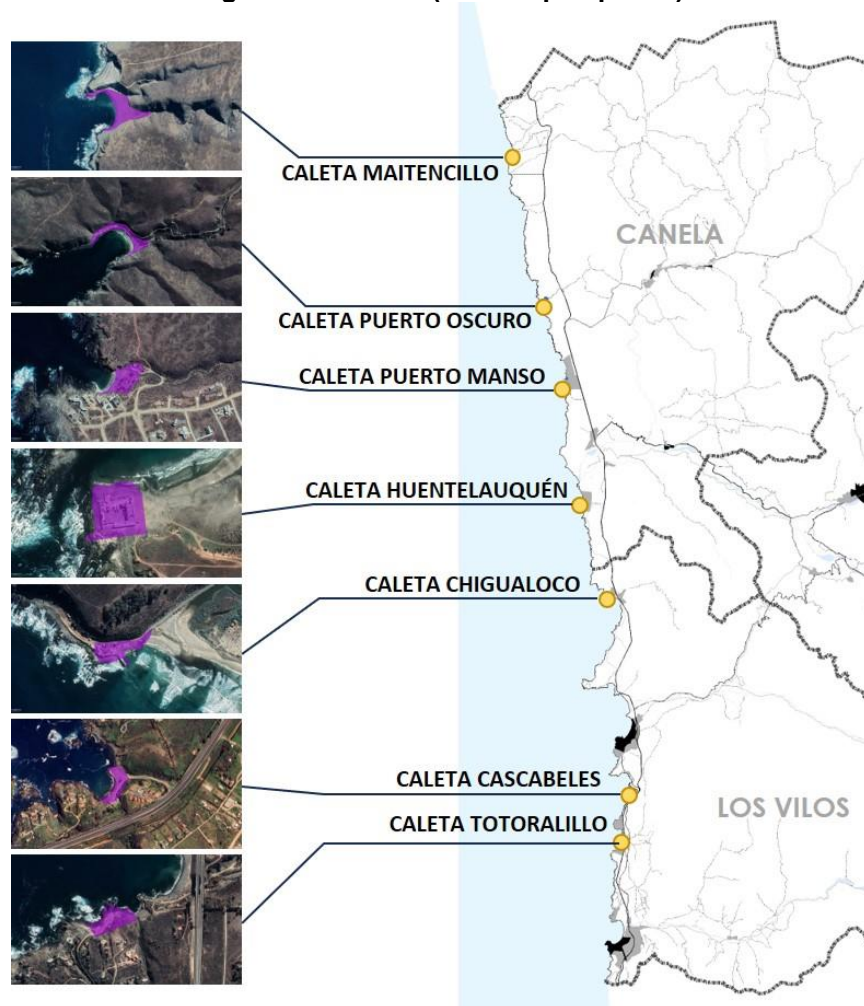 CALETA MAITENCILLO
CANELA
CALETA PUERTO OSCURO
CALETA PUERTO MANSO
CALETA HUENTELAUQUÉN
CALETA CHIGUALOCO
CALETA CASCABELES
LOS VILOS
CALETA TOTORALILLO